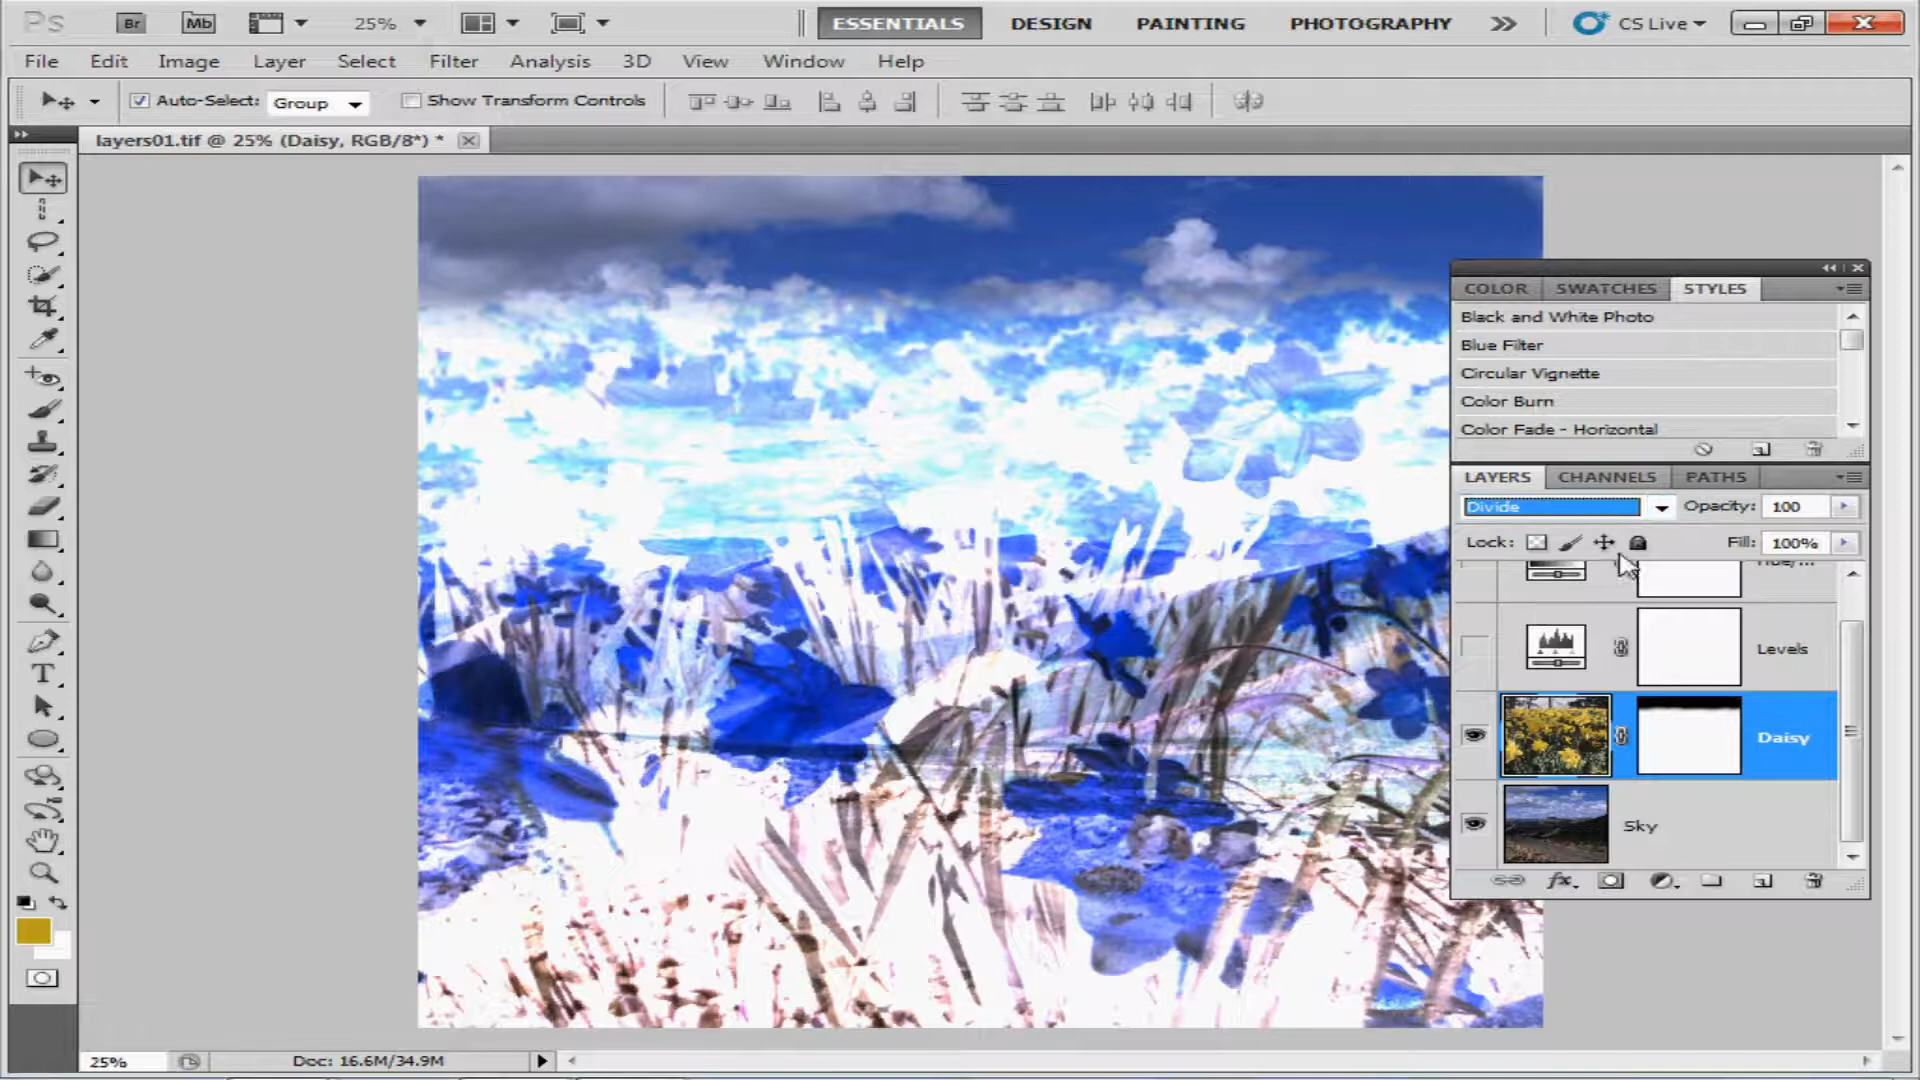 Ps Br Mb 25% ESSENTIALS DESIGN PAINTING PHOTOGRAPHY CS Live
File Edit Image Layer Select Filter Analysis 3D View Window Help
Auto-Select: Group Show Transform Controls
layers01.tif @ 25% (Daisy, RGB/8*) *
COLOR SWATCHES STYLES
Black and White Photo
Blue Filter
Circular Vignette
Color Burn
Color Fade - Horizontal
LAYERS CHANNELS PATHS
Divide Opacity: 100
Lock: Fill: 100%
Hue/...
Levels
Daisy
Sky
fx
T
25% Doc: 16.6M/34.9M